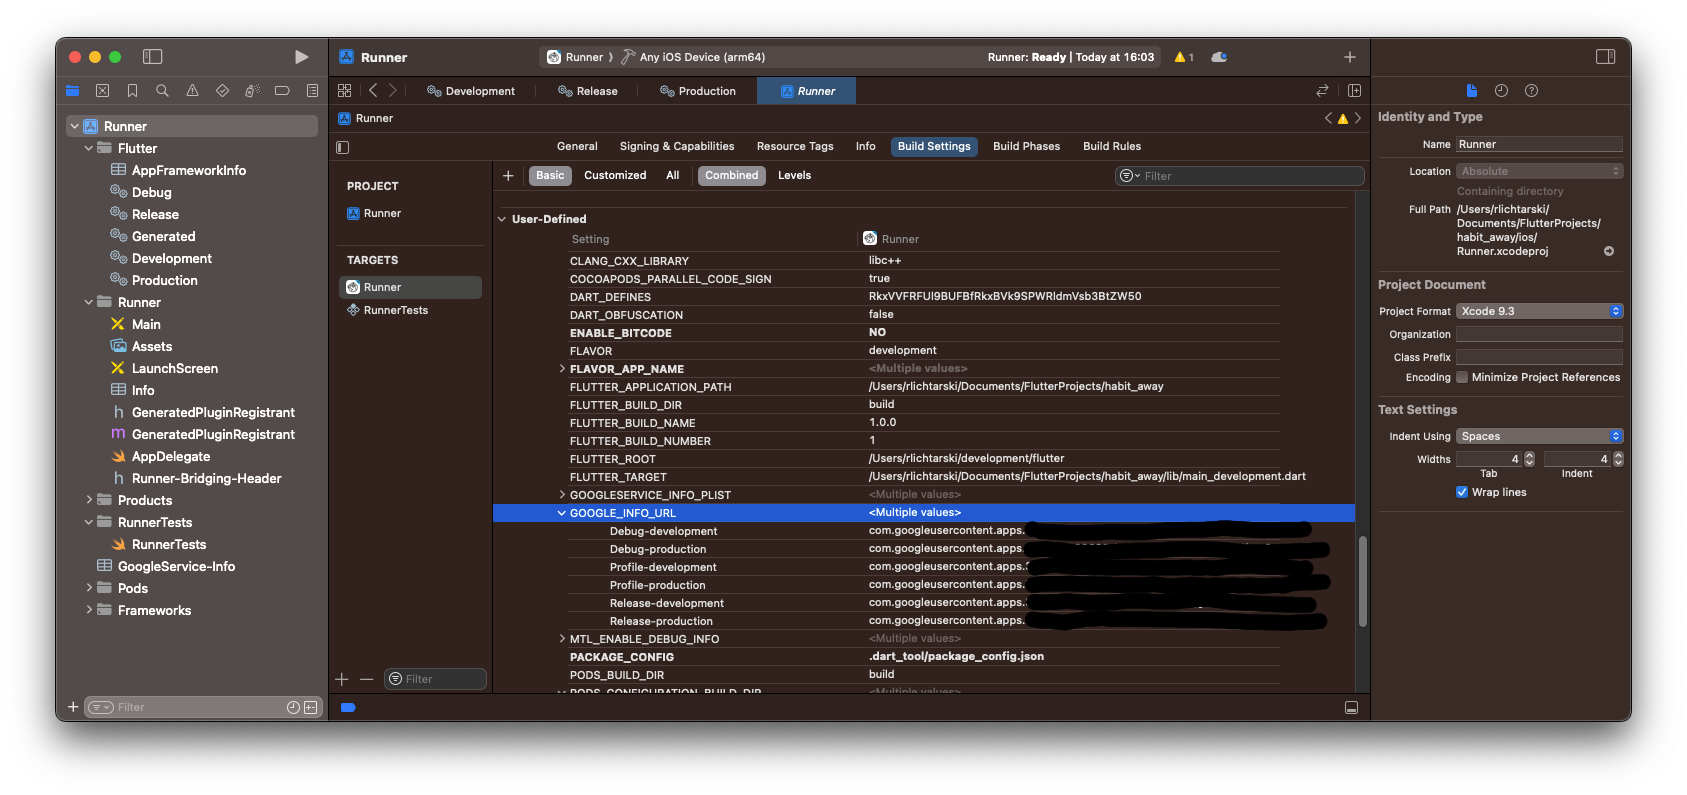 Runner
Runner
Any iOS Device (arm64)
Runner: Ready | Today at 16:03
1
Development
Release
Production
Runner
Runner
General
Signing & Capabilities
Resource Tags
Info
Build Settings
Build Phases
Build Rules
Basic
Customized
All
Combined
Levels
Filter
Runner
Flutter
AppFrameworkInfo
Debug
Release
Generated
Development
Production
Runner
Main
Assets
LaunchScreen
Info
h GeneratedPluginRegistrant
m GeneratedPluginRegistrant
AppDelegate
h Runner-Bridging-Header
Products
RunnerTests
RunnerTests
GoogleService-Info
Pods
Frameworks
Filter
PROJECT
Runner
TARGETS
Runner
RunnerTests
Filter
User-Defined
Setting Runner
CLANG_CXX_LIBRARY libc++
COCOAPODS_PARALLEL_CODE_SIGN true
DART_DEFINES RkxVVFRFUl9BUFBfRkxBVk9SPWRldmVsb3BtZW50
DART_OBFUSCATION false
ENABLE_BITCODE NO
FLAVOR development
FLAVOR_APP_NAME <Multiple values>
FLUTTER_APPLICATION_PATH /Users/rlichtarski/Documents/FlutterProjects/habit_away
FLUTTER_BUILD_DIR build
FLUTTER_BUILD_NAME 1.0.0
FLUTTER_BUILD_NUMBER 1
FLUTTER_ROOT /Users/rlichtarski/development/flutter
FLUTTER_TARGET /Users/rlichtarski/Documents/FlutterProjects/habit_away/lib/main_development.dart
GOOGLESERVICE_INFO_PLIST <Multiple values>
GOOGLE_INFO_URL <Multiple values>
Debug-development com.googleusercontent.apps.
Debug-production com.googleusercontent.apps.
Profile-development com.googleusercontent.apps.
Profile-production com.googleusercontent.apps.
Release-development com.googleusercontent.apps.
Release-production com.googleusercontent.apps.
MTL_ENABLE_DEBUG_INFO <Multiple values>
PACKAGE_CONFIG .dart_tool/package_config.json
PODS_BUILD_DIR build
PODS_CONFIGURATION_BUILD_DIR <Multiple values>
Identity and Type
Name Runner
Location Absolute
Containing directory
Full Path /Users/rlichtarski/
Documents/FlutterProjects/
habit_away/ios/
Runner.xcodeproj
Project Document
Project Format Xcode 9.3
Organization
Class Prefix
Encoding Minimize Project References
Text Settings
Indent Using Spaces
Widths 4 4
Tab Indent
Wrap lines